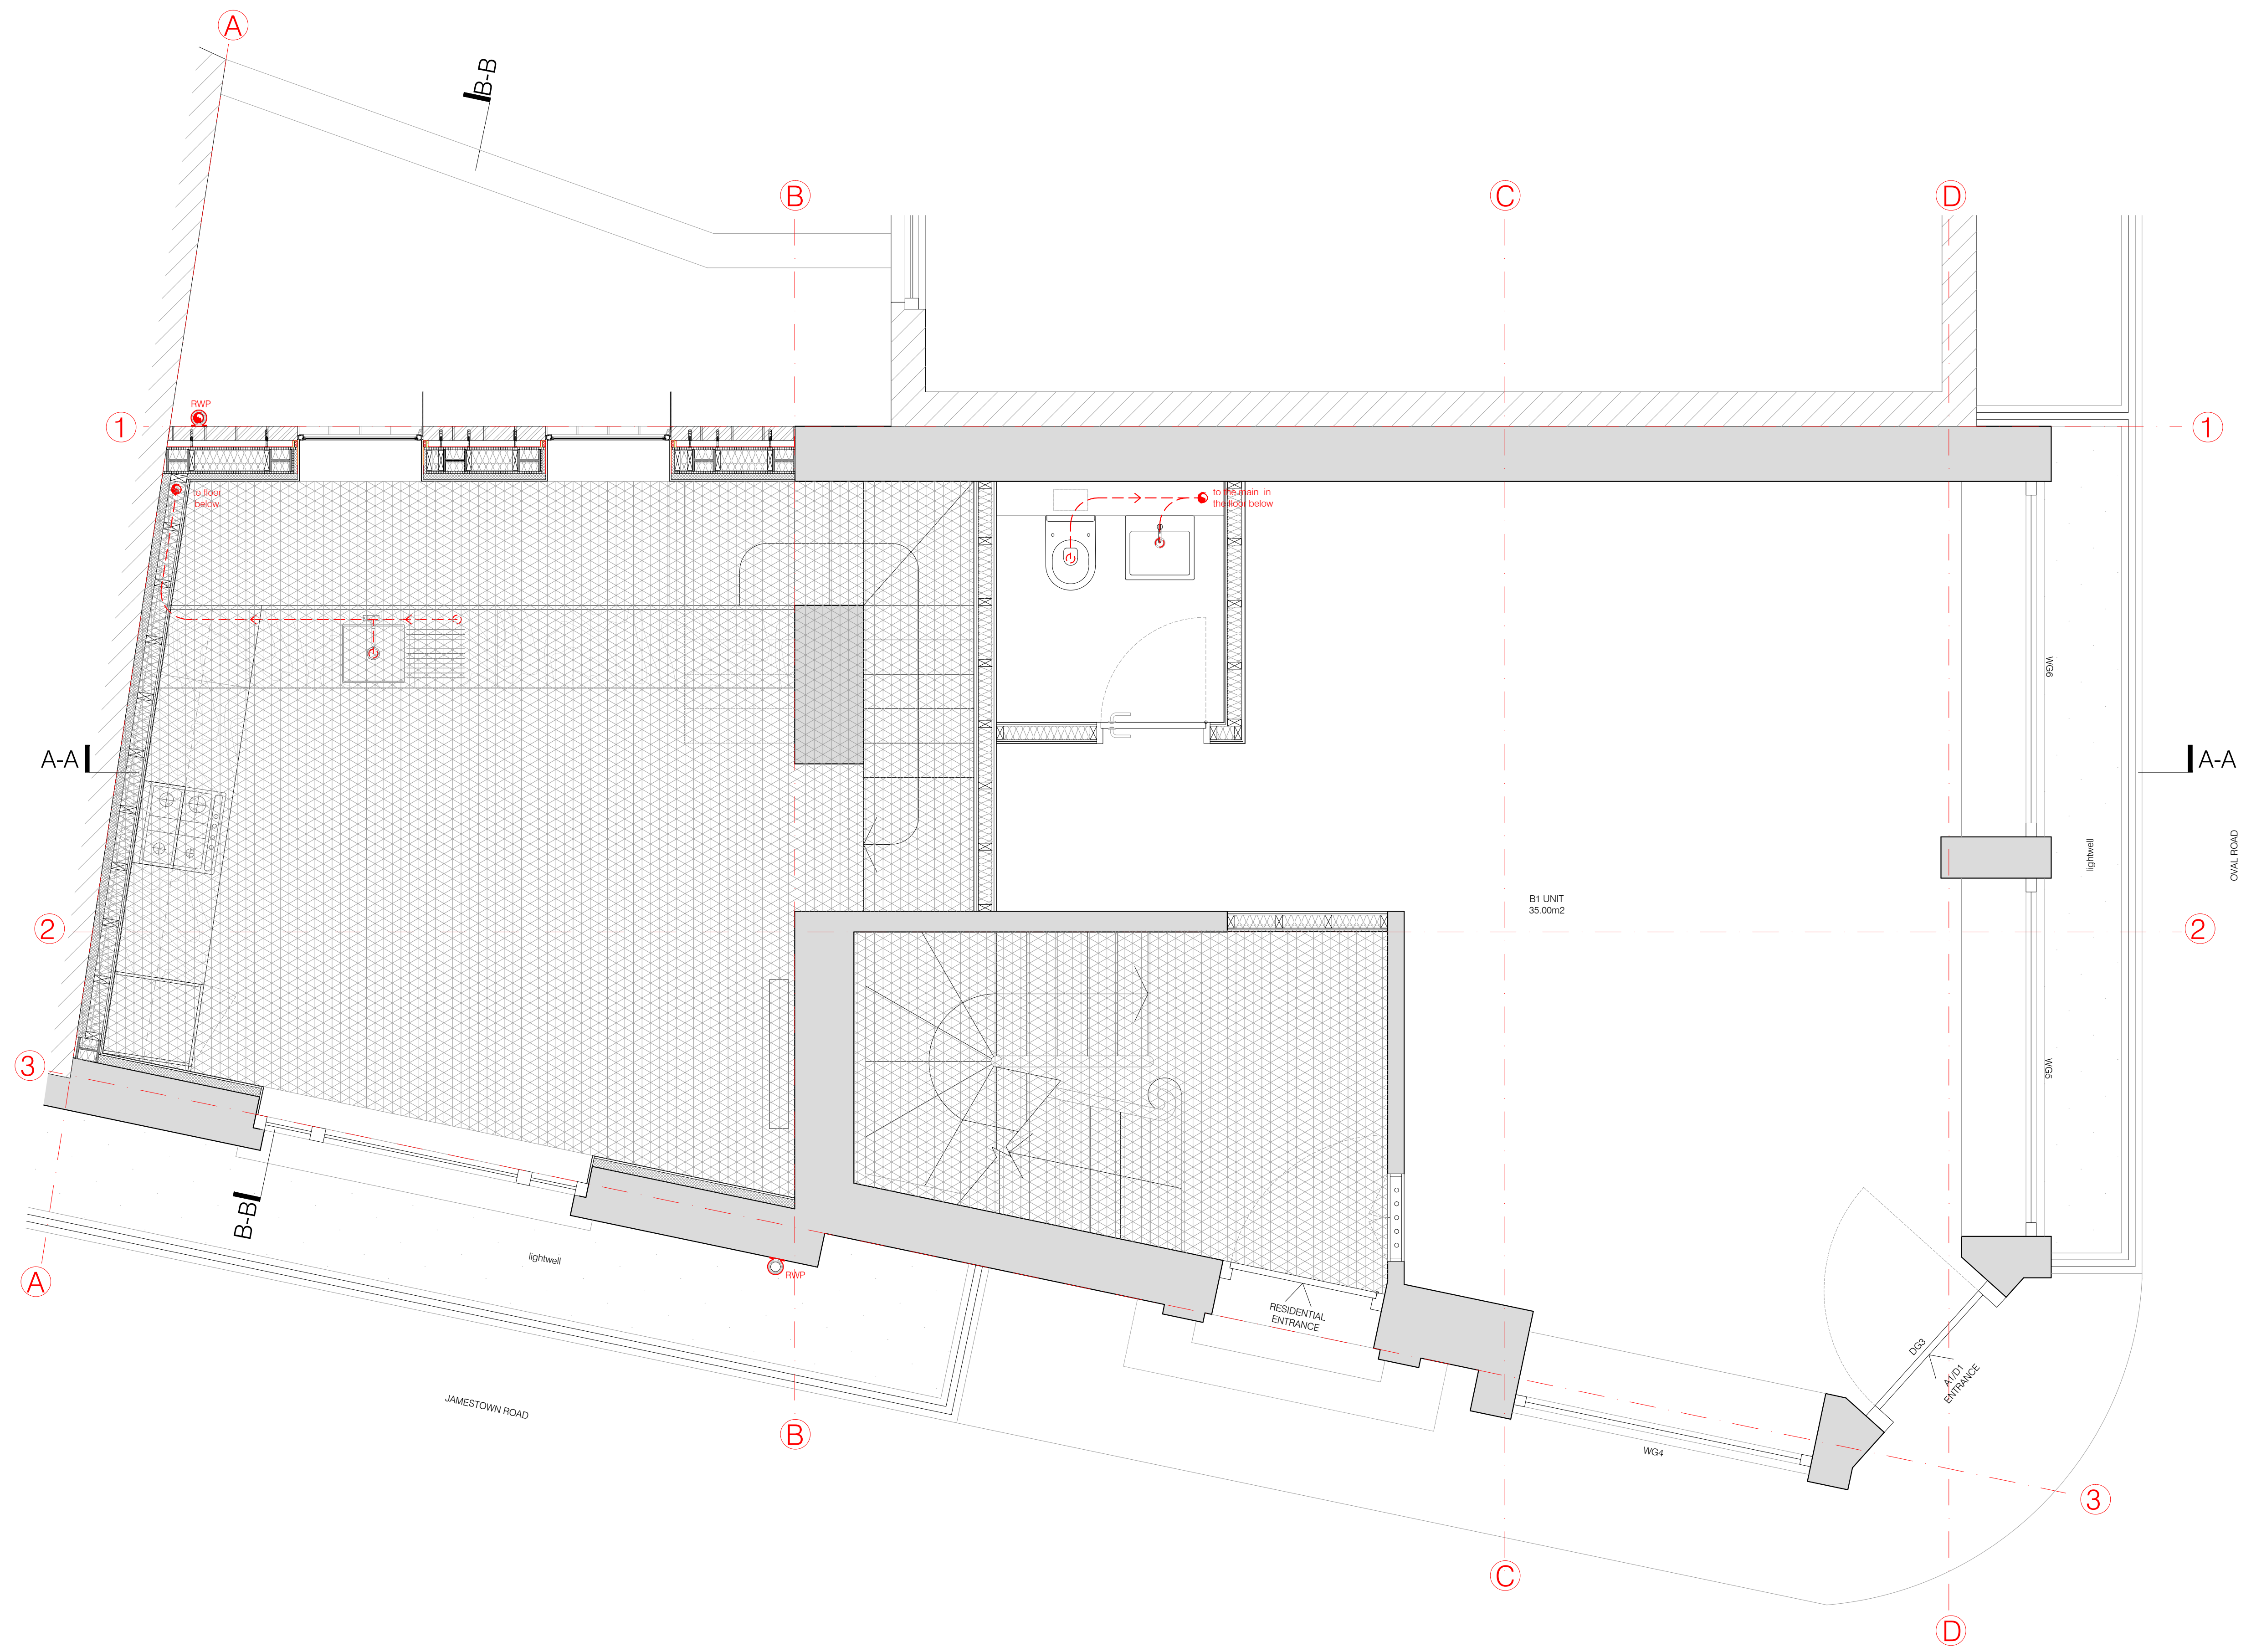 A
B-B
B
C
D
RWP
1
1
to floor
below
to the main in
the floor below
WG6
A-A
A-A
OVAL ROAD
lightwell
B1 UNIT
35.00m2
2
2
3
WG5
B-B
lightwell
RWP
A
RESIDENTIAL
ENTRANCE
DG3
A1/D1
ENTRANCE
JAMESTOWN ROAD
B
WG4
3
C
D